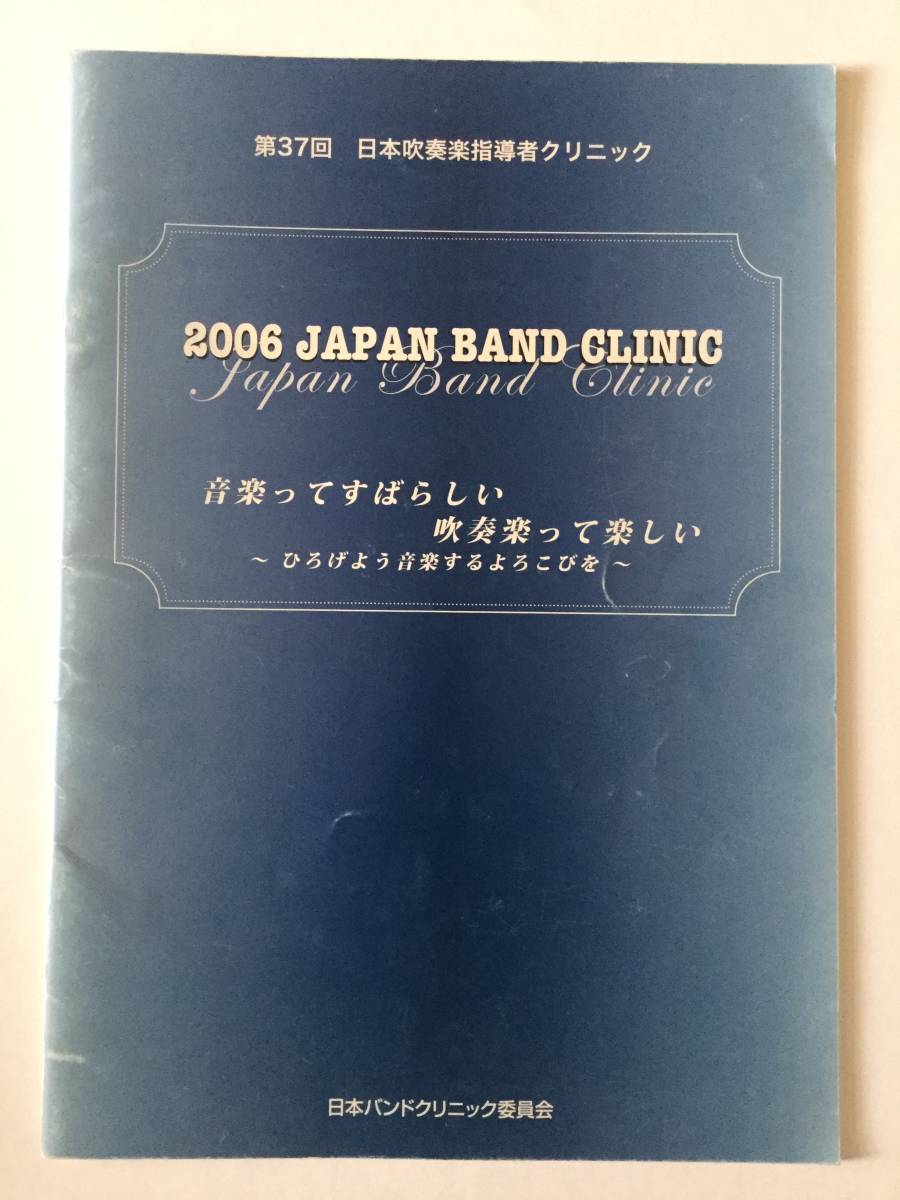 第37回 日本吹奏楽指導者クリニック
2006 JAPAN BAND CLINIC
Japan Band Clinic
音楽ってすばらしい
吹奏楽って楽しい
～ ひろげよう音楽するよろこびを ～
日本バンドクリニック委員会